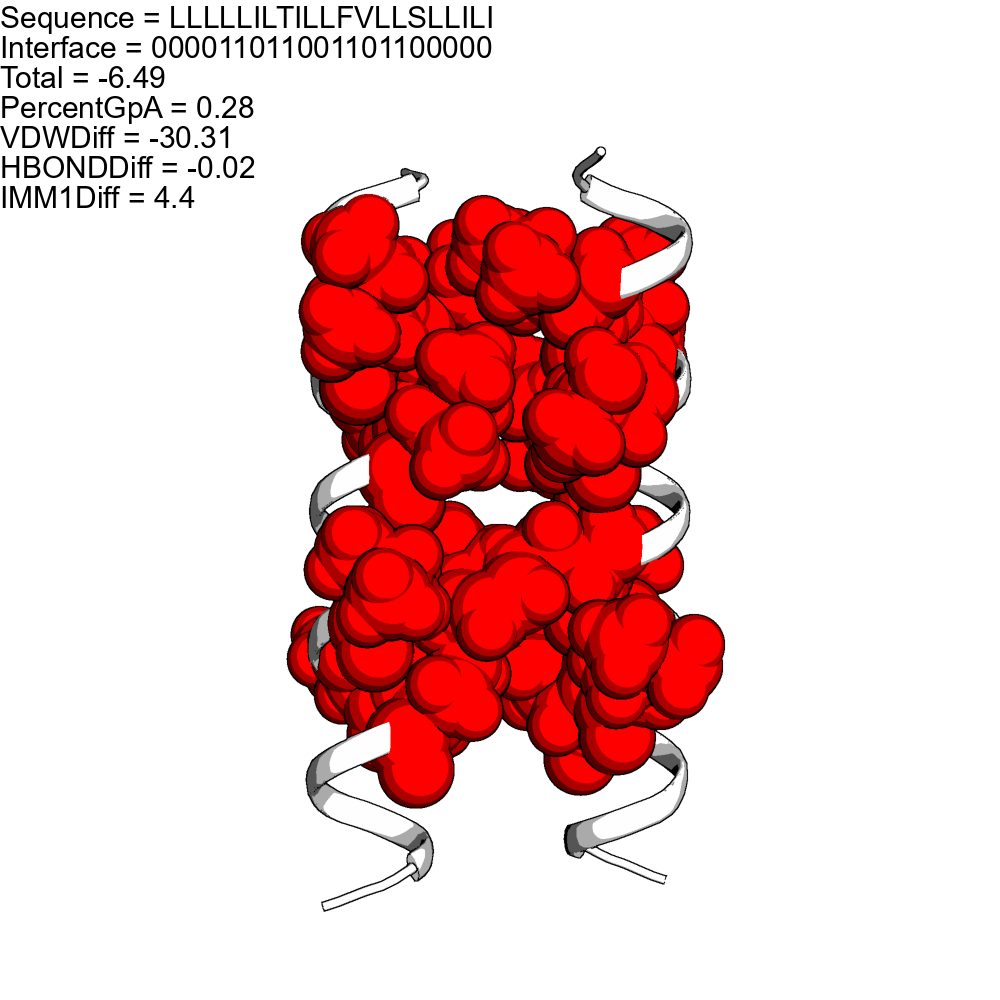 Sequence = LLLLLILTILLFVLLSLLILI
Interface = 000011011001101100000
Total = -6.49
PercentGpA = 0.28
VDWDiff = -30.31
HBONDDiff = -0.02
IMM1Diff = 4.4